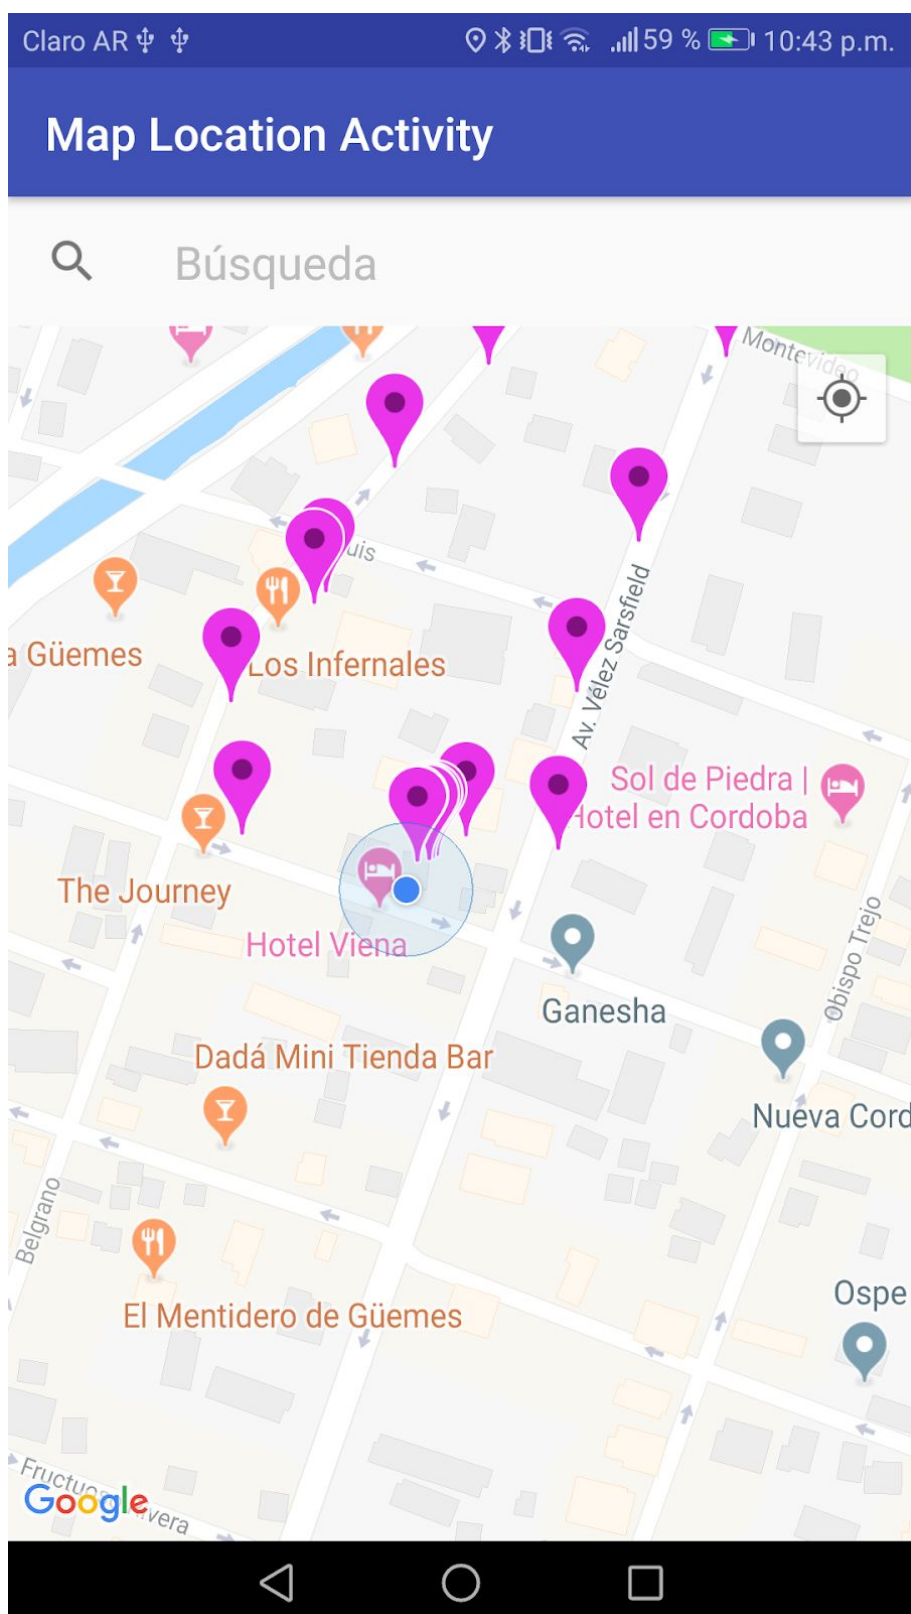 Claro AR 59 % 10:43 p.m.
Map Location Activity
Búsqueda
Montevideo
uis
a Güemes
Los Infernales
Av. Vélez Sarsfield
Sol de Piedra |
Hotel en Cordoba
The Journey
Hotel Viena
Obispo Trejo
Ganesha
Dadá Mini Tienda Bar
Nueva Cord
Belgrano
El Mentidero de Güemes
Ospe
Google